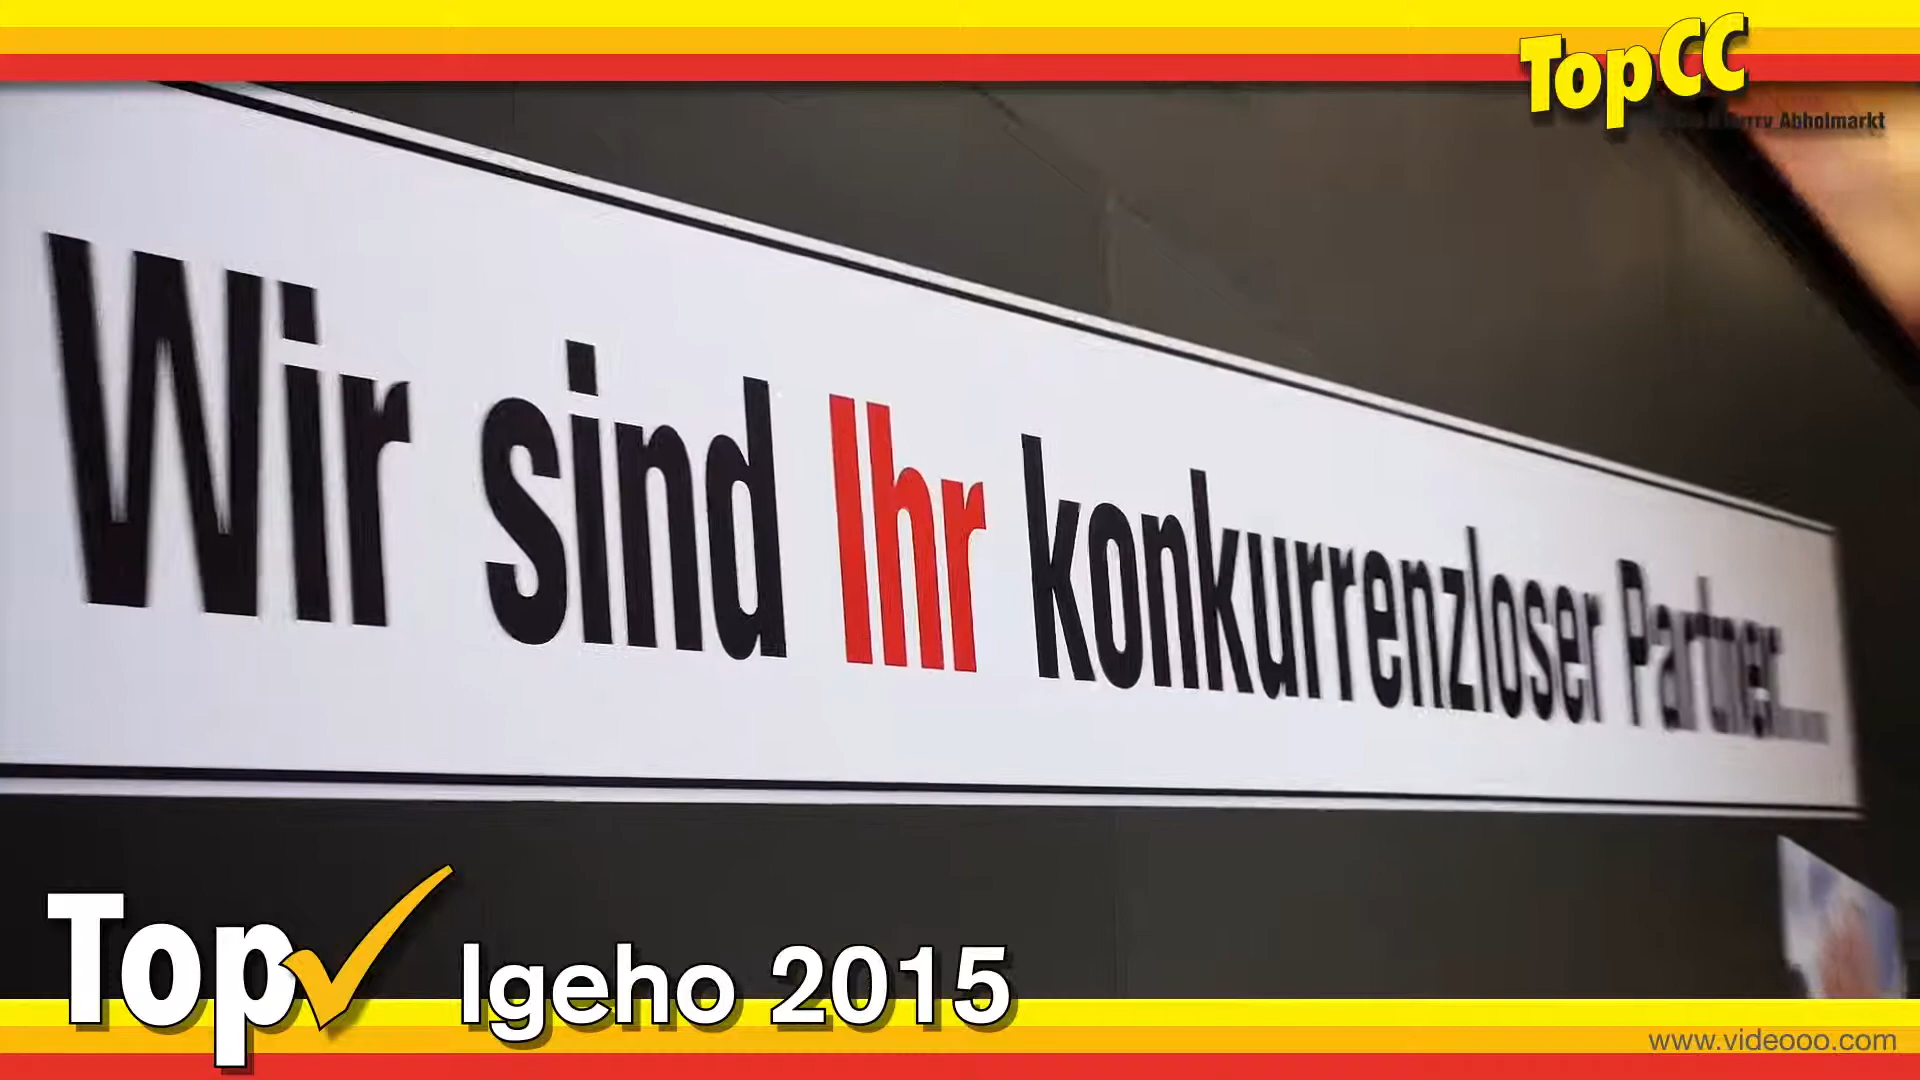 TopCC
Abholmarkt
Wir sind Ihr konkurrenzloser Partner....
Top
Igeho 2015
www.videooo.com